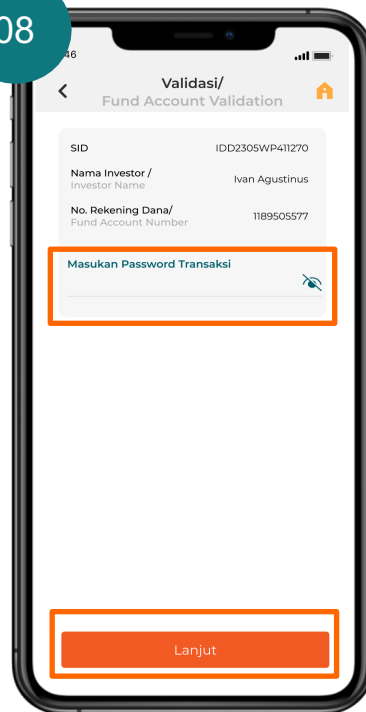 08
46
Validasi/
Fund Account Validation
SID IDD2305WP411270
Nama Investor /
Investor Name
Ivan Agustinus
No. Rekening Dana/
Fund Account Number
1189505577
Masukan Password Transaksi
Lanjut